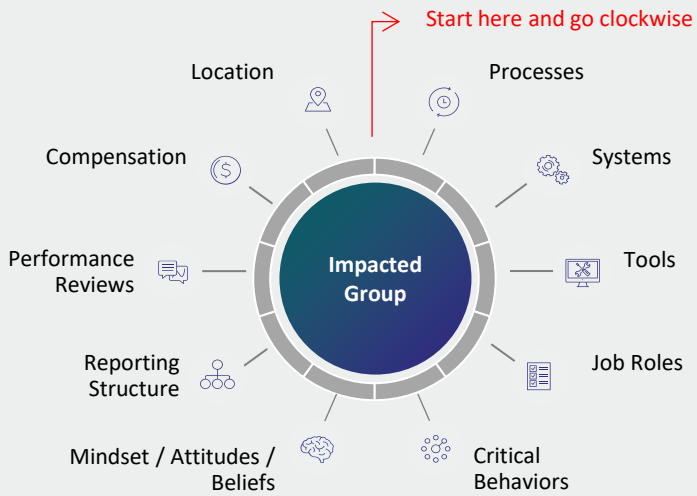 Start here and go clockwise
Processes
Systems
Tools
Job Roles
Critical
Behaviors
Mindset / Attitudes /
Beliefs
Reporting
Structure
Performance
Reviews
Compensation
Location
Impacted
Group